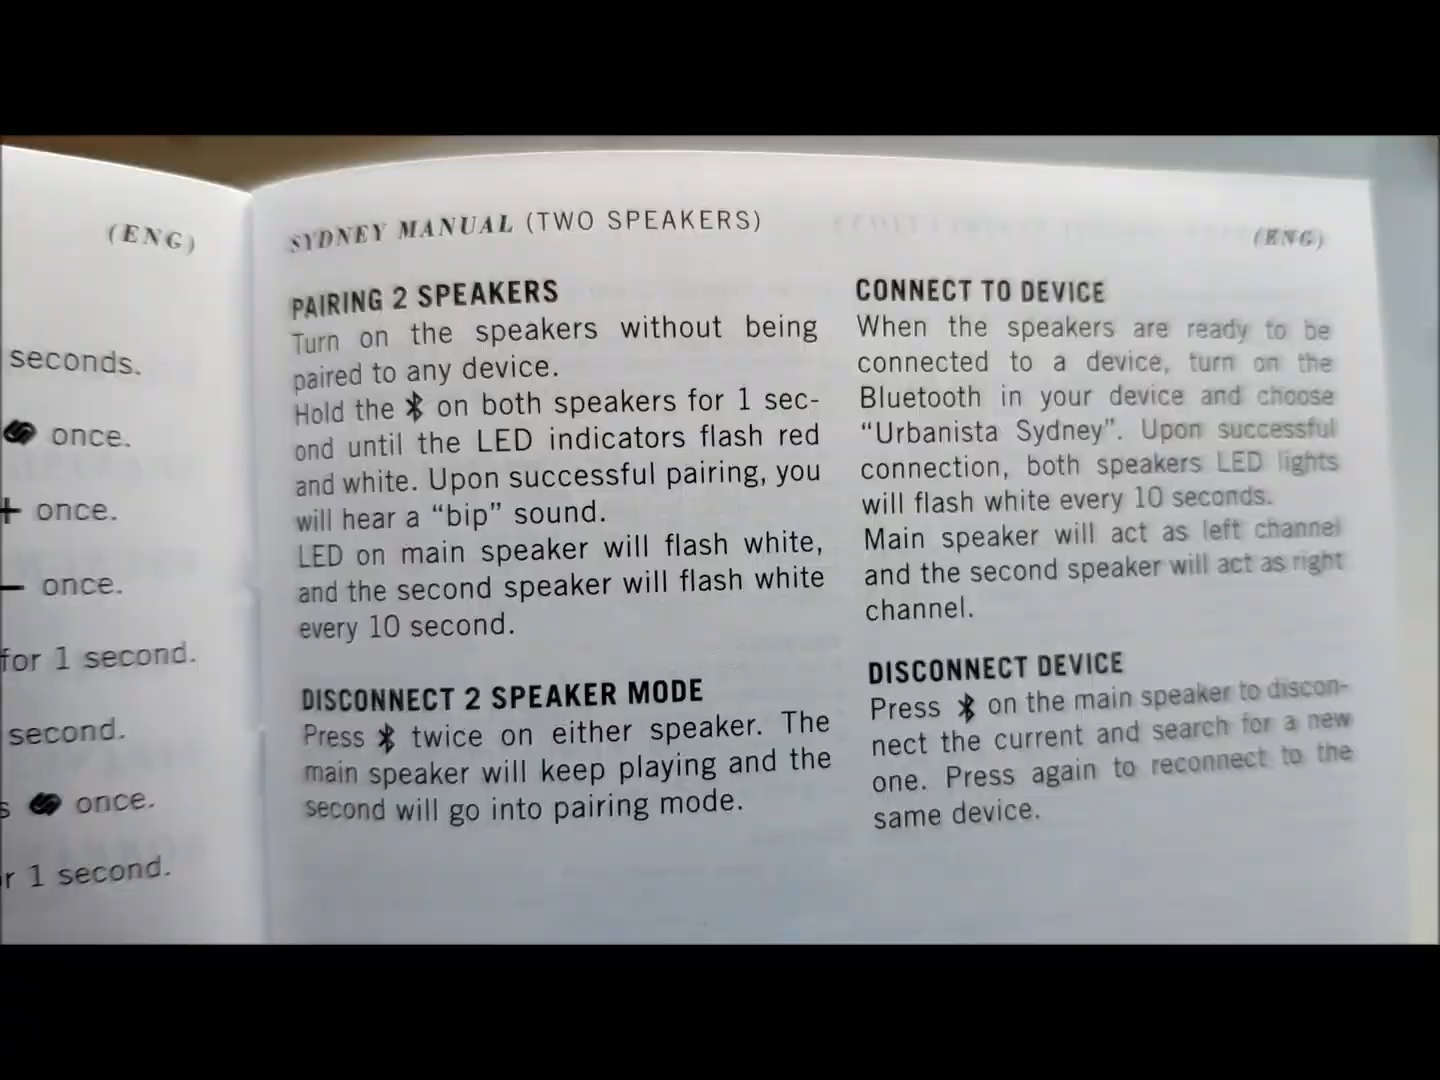 (ENG)
seconds.
once.
+ once.
– once.
for 1 second.
second.
once.
1 second.
SYDNEY MANUAL (TWO SPEAKERS)
(ENG)
PAIRING 2 SPEAKERS
Turn on the speakers without being
paired to any device.
Hold the on both speakers for 1 sec-
ond until the LED indicators flash red
and white. Upon successful pairing, you
will hear a “bip” sound.
LED on main speaker will flash white,
and the second speaker will flash white
every 10 second.
DISCONNECT 2 SPEAKER MODE
Press twice on either speaker. The
main speaker will keep playing and the
second will go into pairing mode.
CONNECT TO DEVICE
When the speakers are ready to be
connected to a device, turn on the
Bluetooth in your device and choose
“Urbanista Sydney”. Upon successful
connection, both speakers LED lights
will flash white every 10 seconds.
Main speaker will act as left channel
and the second speaker will act as right
channel.
DISCONNECT DEVICE
Press on the main speaker to discon-
nect the current and search for a new
one. Press again to reconnect to the
same device.